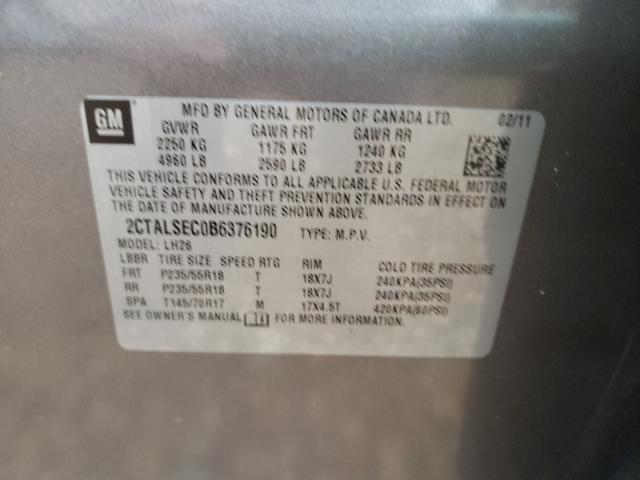 GM MFD BY GENERAL MOTORS OF CANADA LTD. 02/11
GVWR GAWR FRT GAWR RR
2250 KG 1175 KG 1240 KG
4960 LB 2590 LB 2733 LB
THIS VEHICLE CONFORMS TO ALL APPLICABLE U.S. FEDERAL MOTOR
VEHICLE SAFETY AND THEFT PREVENTION STANDARDS IN EFFECT ON
THE DATE OF MANUFACTURE SHOWN ABOVE.
2CTALSEC0B6376190 TYPE: M.P.V.
MODEL: LH26
LBBR TIRE SIZE SPEED RTG RIM COLD TIRE PRESSURE
FRT P235/55R18 T 18X7J 240KPA(35PSI)
RR P235/55R18 T 18X7J 240KPA(35PSI)
SPA T145/70R17 M 17X4.5T 420KPA(60PSI)
SEE OWNER'S MANUAL FOR MORE INFORMATION.